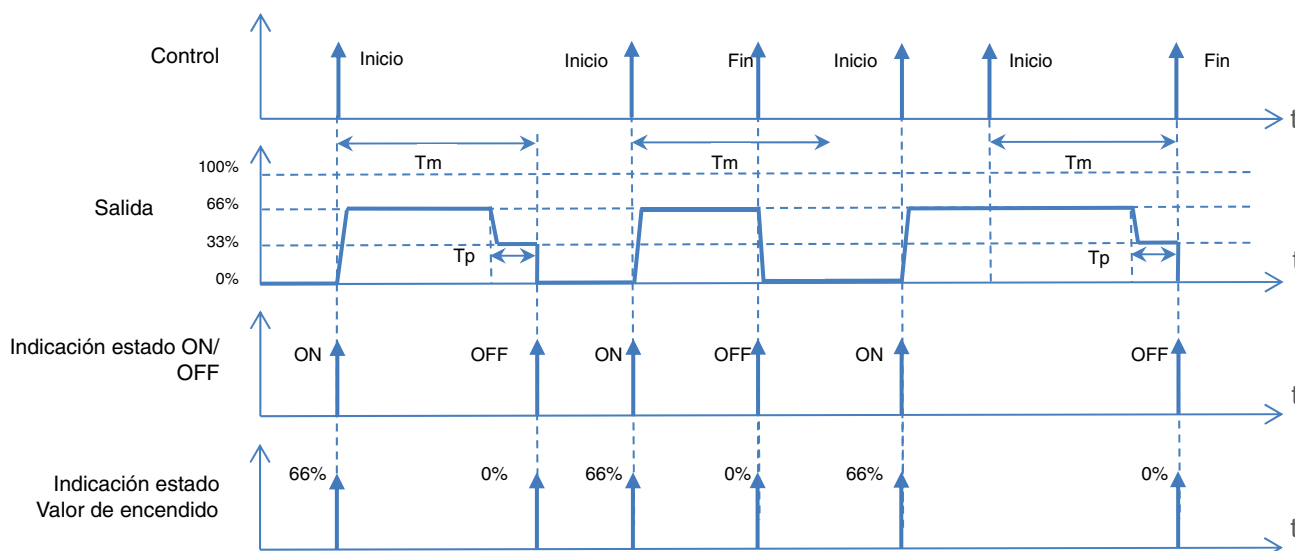 Control
Inicio
Inicio
Fin
Inicio
Inicio
Fin
t
Tm
Tm
Tm
100%
Salida
66%
33%
0%
Tp
Tp
t
Indicación estado ON/
OFF
ON
OFF
ON
OFF
ON
OFF
t
Indicación estado
Valor de encendido
66%
0%
66%
0%
66%
0%
t